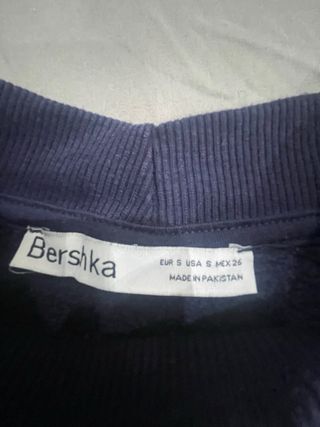 Bershka
EUR S USA S MEX 26
MADE IN PAKISTAN